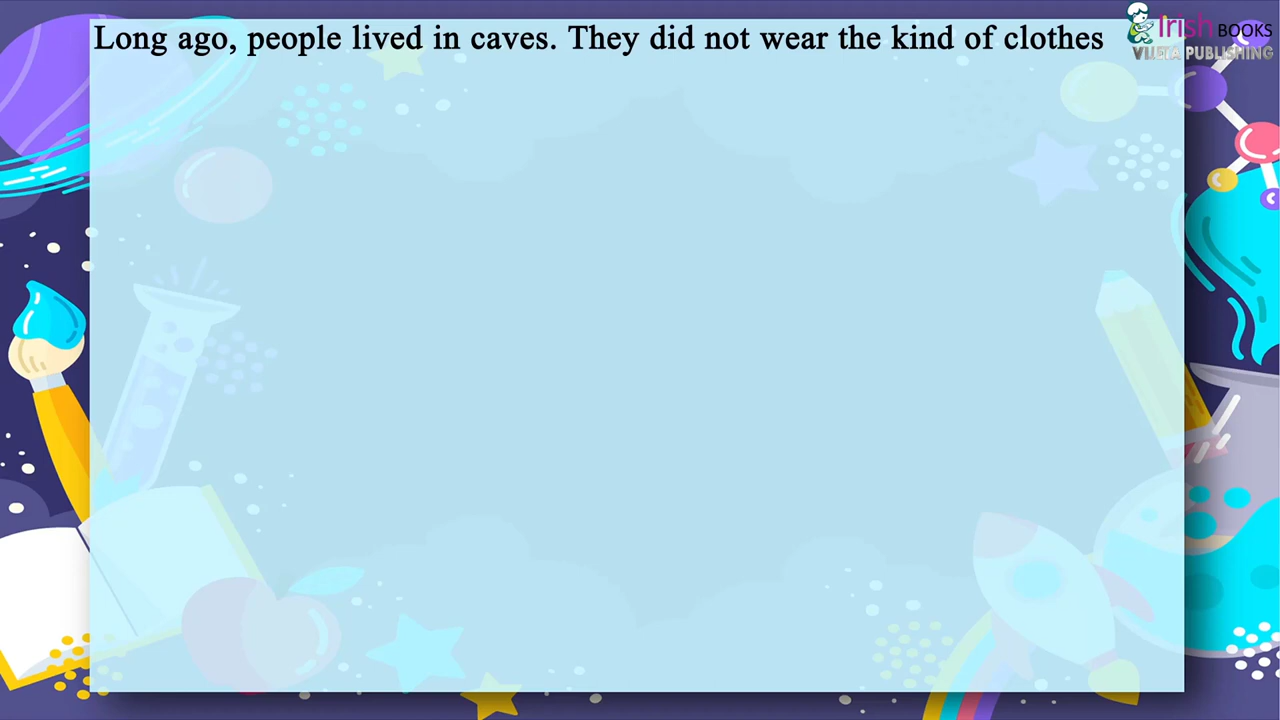 Long ago, people lived in caves. They did not wear the kind of clothes
Irish BOOKS
VIJETA PUBLISHING